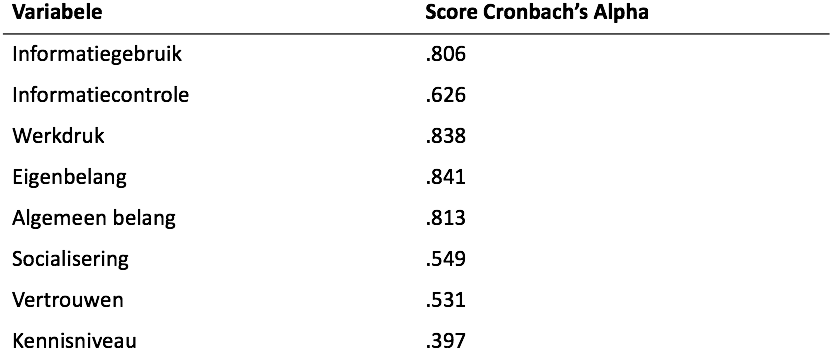 Variabele Score Cronbach’s Alpha
Informatiegebruik .806
Informatiecontrole .626
Werkdruk .838
Eigenbelang .841
Algemeen belang .813
Socialisering .549
Vertrouwen .531
Kennisniveau .397